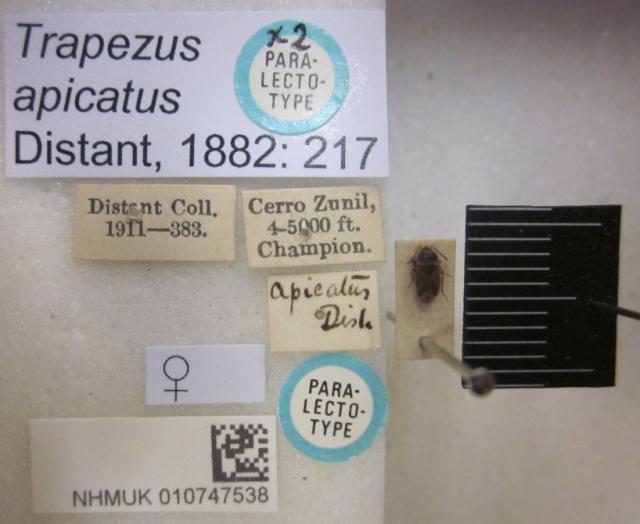 Trapezus
apicatus
Distant, 1882: 217
x2
PARA-
LECTO-
TYPE
Distant Coll.
1911—383.
Cerro Zunil,
4-5000 ft.
Champion.
apicatus
Dist.
♀
PARA-
LECTO-
TYPE
NHMUK 010747538